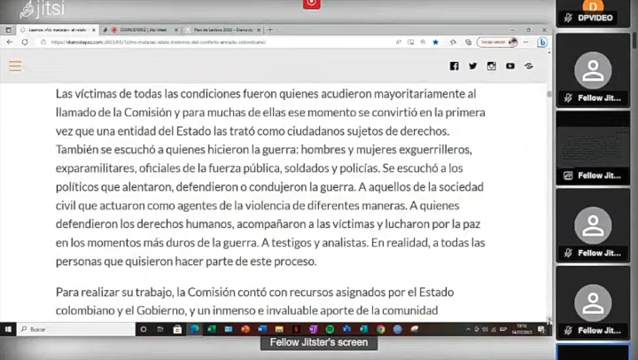 jitsi
DPVIDEO
Las víctimas de todas las condiciones fueron quienes acudieron mayoritariamente al
llamado de la Comisión y para muchas de ellas ese momento se convirtió en la primera
vez que una entidad del Estado las trató como ciudadanos sujetos de derechos.
También se escuchó a quienes hicieron la guerra: hombres y mujeres exguerrilleros,
exparamilitares, oficiales de la fuerza pública, soldados y policías. Se escuchó a los
políticos que alentaron, defendieron o condujeron la guerra. A aquellos de la sociedad
civil que actuaron como agentes de la violencia de diferentes maneras. A quienes
defendieron los derechos humanos, acompañaron a las víctimas y lucharon por la paz
en los momentos más duros de la guerra. A testigos y analistas. En realidad, a todas las
personas que quisieron hacer parte de este proceso.
Para realizar su trabajo, la Comisión contó con recursos asignados por el Estado
colombiano y el Gobierno, y un inmenso e invaluable aporte de la comunidad
Fellow Jit...
Fellow Jit...
Fellow Jit...
Fellow Jit...
Buscar
ESP
Fellow Jitster's screen